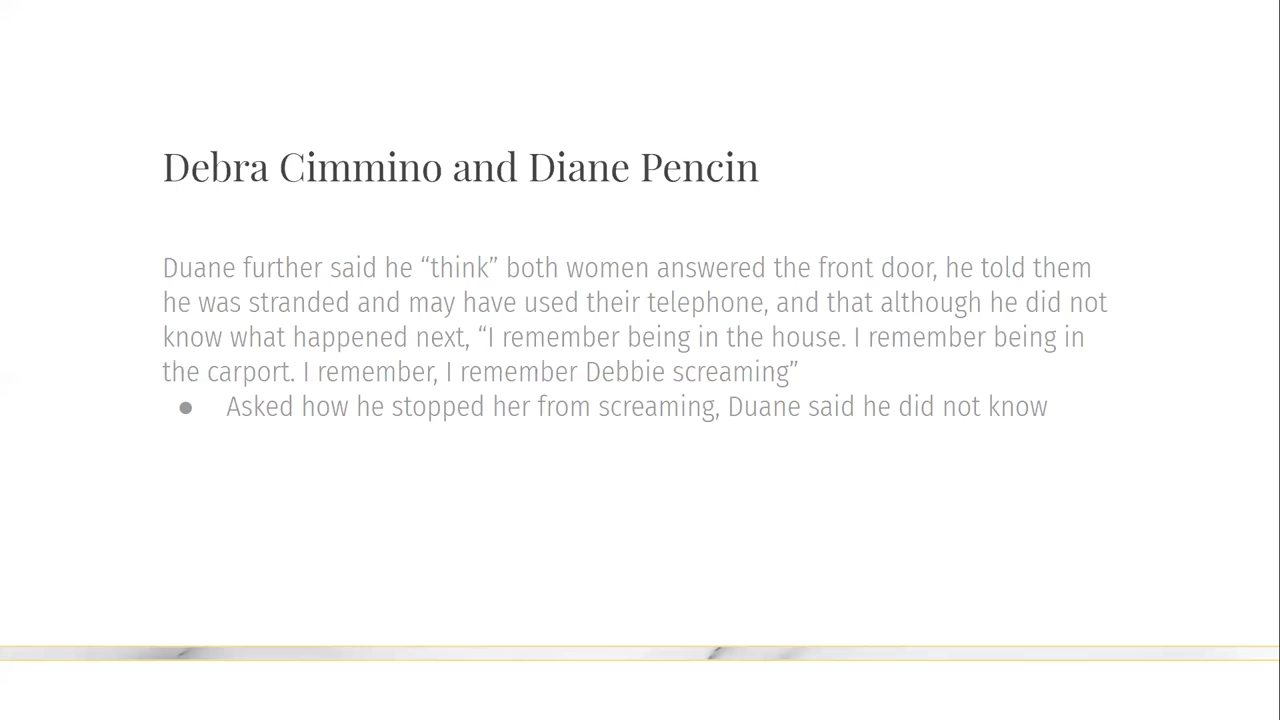 Debra Cimmino and Diane Pencin
Duane further said he “think” both women answered the front door, he told them
he was stranded and may have used their telephone, and that although he did not
know what happened next, “I remember being in the house. I remember being in
the carport. I remember, I remember Debbie screaming”
● Asked how he stopped her from screaming, Duane said he did not know